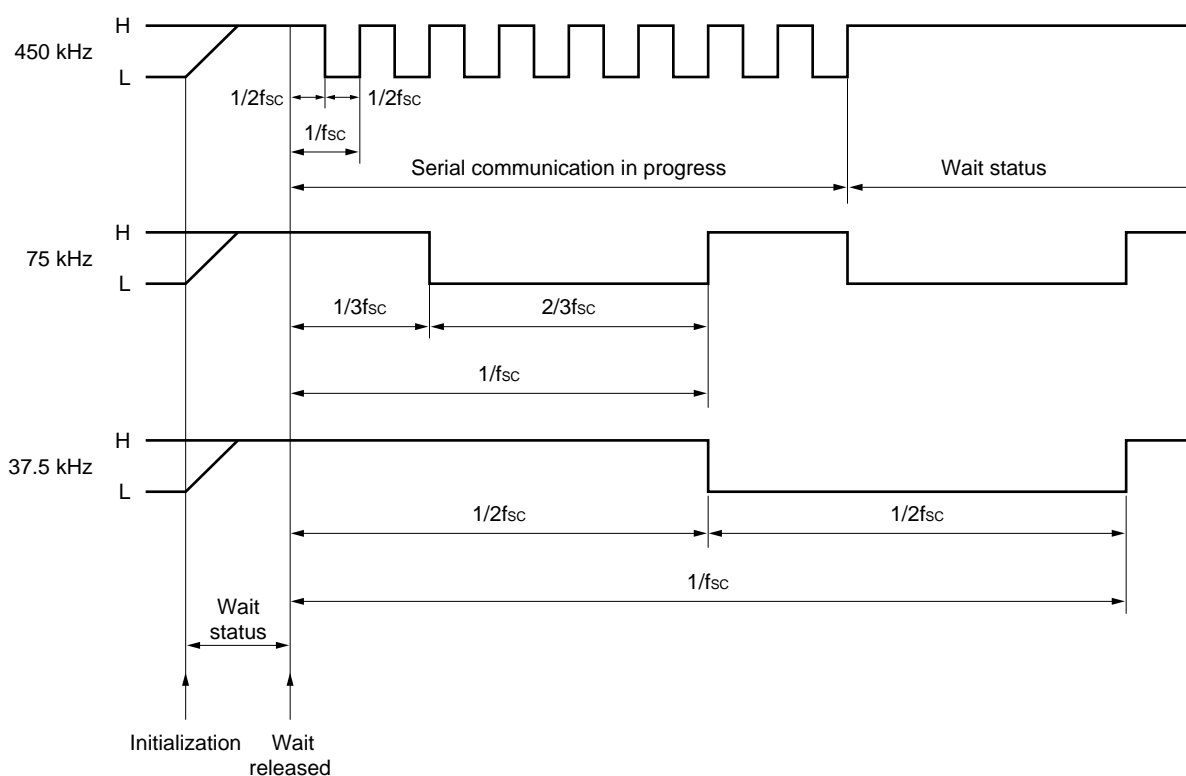 H
450 kHz
L
1/2fSC 1/2fSC
1/fSC
Serial communication in progress Wait status
H
75 kHz
L
1/3fSC 2/3fSC
1/fSC
H
37.5 kHz
L
1/2fSC 1/2fSC
1/fSC
Wait
status
Initialization Wait
released